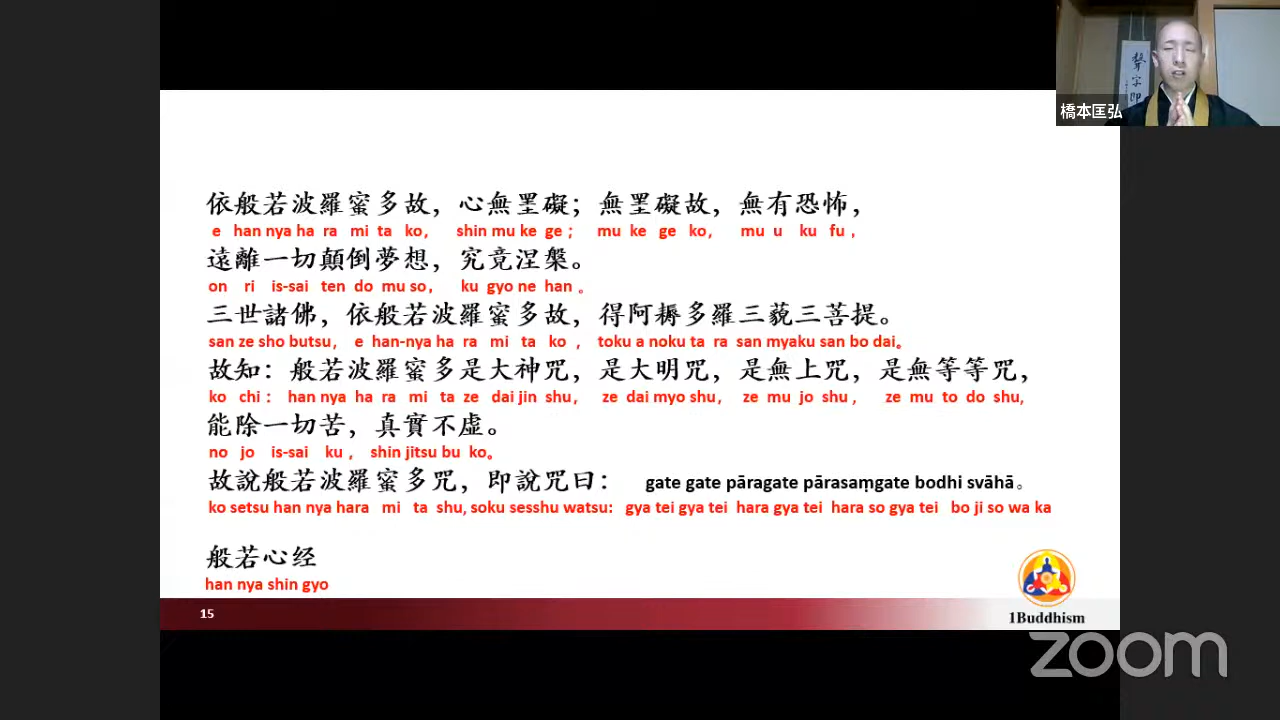 聲字即
橋本匡弘
依般若波羅蜜多故，心無罣礙；無罣礙故，無有恐怖，
e han nya ha ra mi ta ko, shin mu ke ge ; mu ke ge ko, mu u ku fu ,
遠離一切顛倒夢想，究竟涅槃。
on ri is-sai ten do mu so, ku gyo ne han 。
三世諸佛，依般若波羅蜜多故，得阿耨多羅三藐三菩提。
san ze sho butsu, e han-nya ha ra mi ta ko , toku a noku ta ra san myaku san bo dai。
故知：般若波羅蜜多是大神咒，是大明咒，是無上咒，是無等等咒，
ko chi : han nya ha ra mi ta ze dai jin shu, ze dai myo shu, ze mu jo shu , ze mu to do shu,
能除一切苦，真實不虛。
no jo is-sai ku , shin jitsu bu ko。
故說般若波羅蜜多咒，即說咒曰： gate gate pāragate pārasaṃgate bodhi svāhā。
ko setsu han nya hara mi ta shu, soku sesshu watsu: gya tei gya tei hara gya tei hara so gya tei bo ji so wa ka
般若心经
han nya shin gyo
15
1Buddhism
zoom